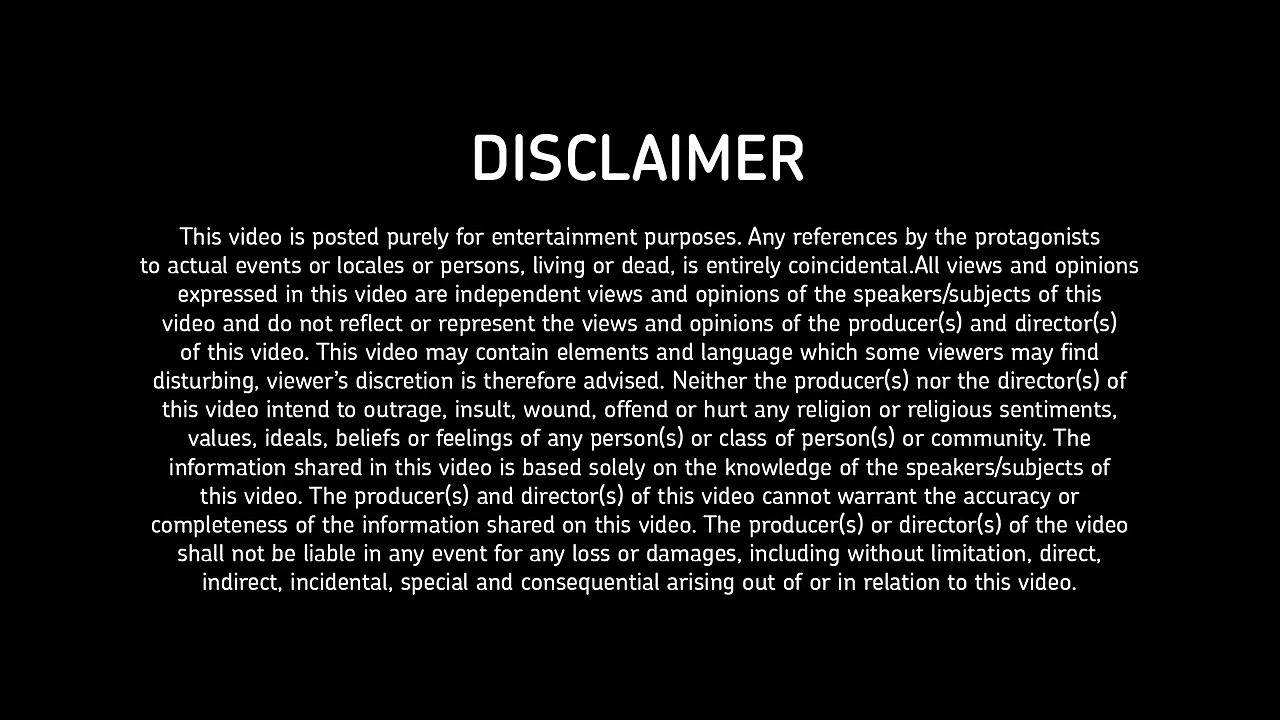 DISCLAIMER
This video is posted purely for entertainment purposes. Any references by the protagonists
to actual events or locales or persons, living or dead, is entirely coincidental.All views and opinions
expressed in this video are independent views and opinions of the speakers/subjects of this
video and do not reflect or represent the views and opinions of the producer(s) and director(s)
of this video. This video may contain elements and language which some viewers may find
disturbing, viewer’s discretion is therefore advised. Neither the producer(s) nor the director(s) of
this video intend to outrage, insult, wound, offend or hurt any religion or religious sentiments,
values, ideals, beliefs or feelings of any person(s) or class of person(s) or community. The
information shared in this video is based solely on the knowledge of the speakers/subjects of
this video. The producer(s) and director(s) of this video cannot warrant the accuracy or
completeness of the information shared on this video. The producer(s) or director(s) of the video
shall not be liable in any event for any loss or damages, including without limitation, direct,
indirect, incidental, special and consequential arising out of or in relation to this video.